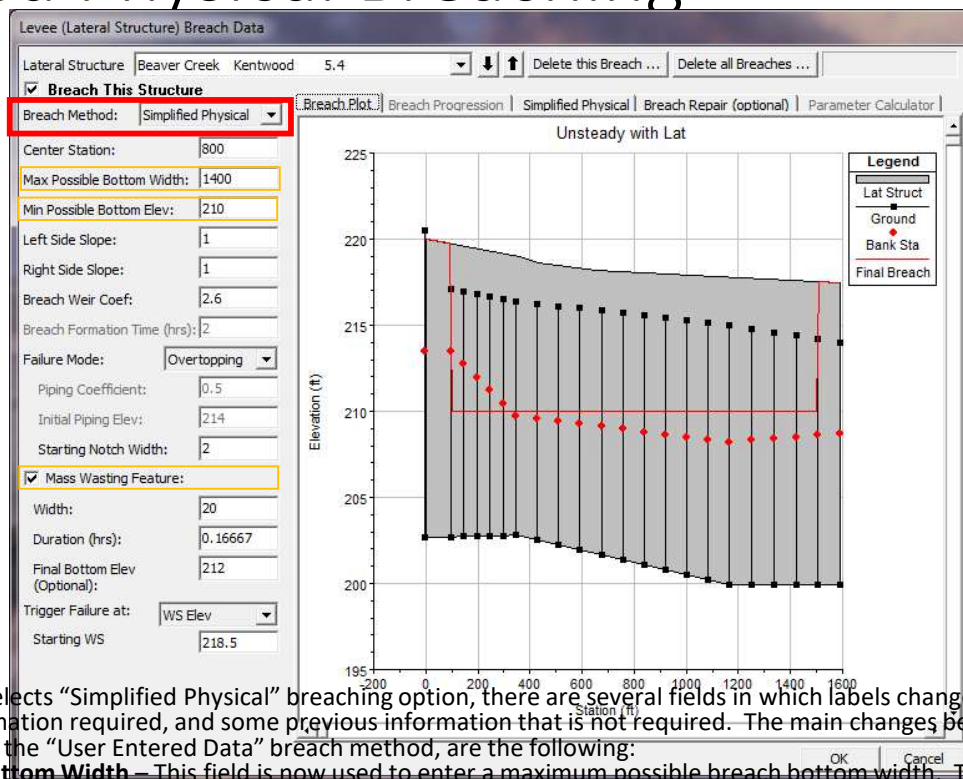 Levee (Lateral Structure) Breach Data
Lateral Structure Beaver Creek Kentwood 5.4 Delete this Breach ... Delete all Breaches ...
Breach This Structure
Breach Method: Simplified Physical
Breach Plot Breach Progression Simplified Physical Breach Repair (optional) Parameter Calculator
Center Station: 800
Max Possible Bottom Width: 1400
Min Possible Bottom Elev: 210
Left Side Slope: 1
Right Side Slope: 1
Breach Weir Coef: 2.6
Breach Formation Time (hrs): 2
Failure Mode: Overtopping
Piping Coefficient: 0.5
Initial Piping Elev: 214
Starting Notch Width: 2
Mass Wasting Feature:
Width: 20
Duration (hrs): 0.16667
Final Bottom Elev 212
(Optional):
Trigger Failure at: WS Elev
Starting WS 218.5
Unsteady with Lat
225
220
215
210
205
200
195
Elevation (ft)
-200 0 200 400 600 800 1000 1200 1400 1600
Station (ft)
Legend
Lat Struct
Ground
Bank Sta
Final Breach
elects “Simplified Physical” breaching option, there are several fields in which labels chang
ation required, and some previous information that is not required. The main changes be
the “User Entered Data” breach method, are the following:
OK Cancel
ttom Width – This field is now used to enter a maximum possible breach bottom width. T